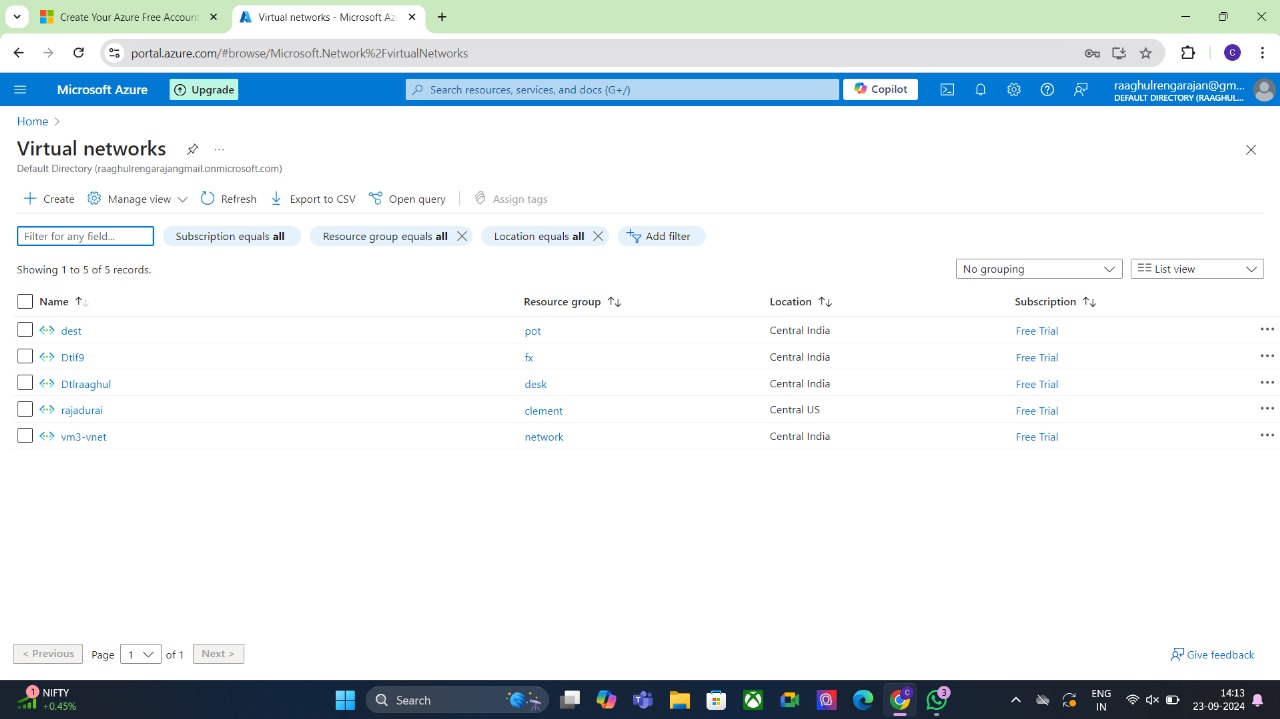 Create Your Azure Free Account
Virtual networks - Microsoft Az
portal.azure.com/#browse/Microsoft.Network%2FvirtualNetworks
C
Microsoft Azure
Upgrade
Search resources, services, and docs (G+/)
Copilot
raaghulrengarajan@gm...
DEFAULT DIRECTORY (RAAGHUL...
Home >
Virtual networks
...
Default Directory (raaghulrengarajangmail.onmicrosoft.com)
Create
Manage view
Refresh
Export to CSV
Open query
Assign tags
Filter for any field...
Subscription equals all
Resource group equals all
Location equals all
Add filter
Showing 1 to 5 of 5 records.
No grouping
List view
Name Resource group Location Subscription
dest pot Central India Free Trial
Dtlf9 fx Central India Free Trial
Dtlraaghul desk Central India Free Trial
rajadurai clement Central US Free Trial
vm3-vnet network Central India Free Trial
< Previous Page 1 of 1 Next >
Give feedback
1
NIFTY
+0.45%
Search
C
3
ENG
IN
14:13
23-09-2024